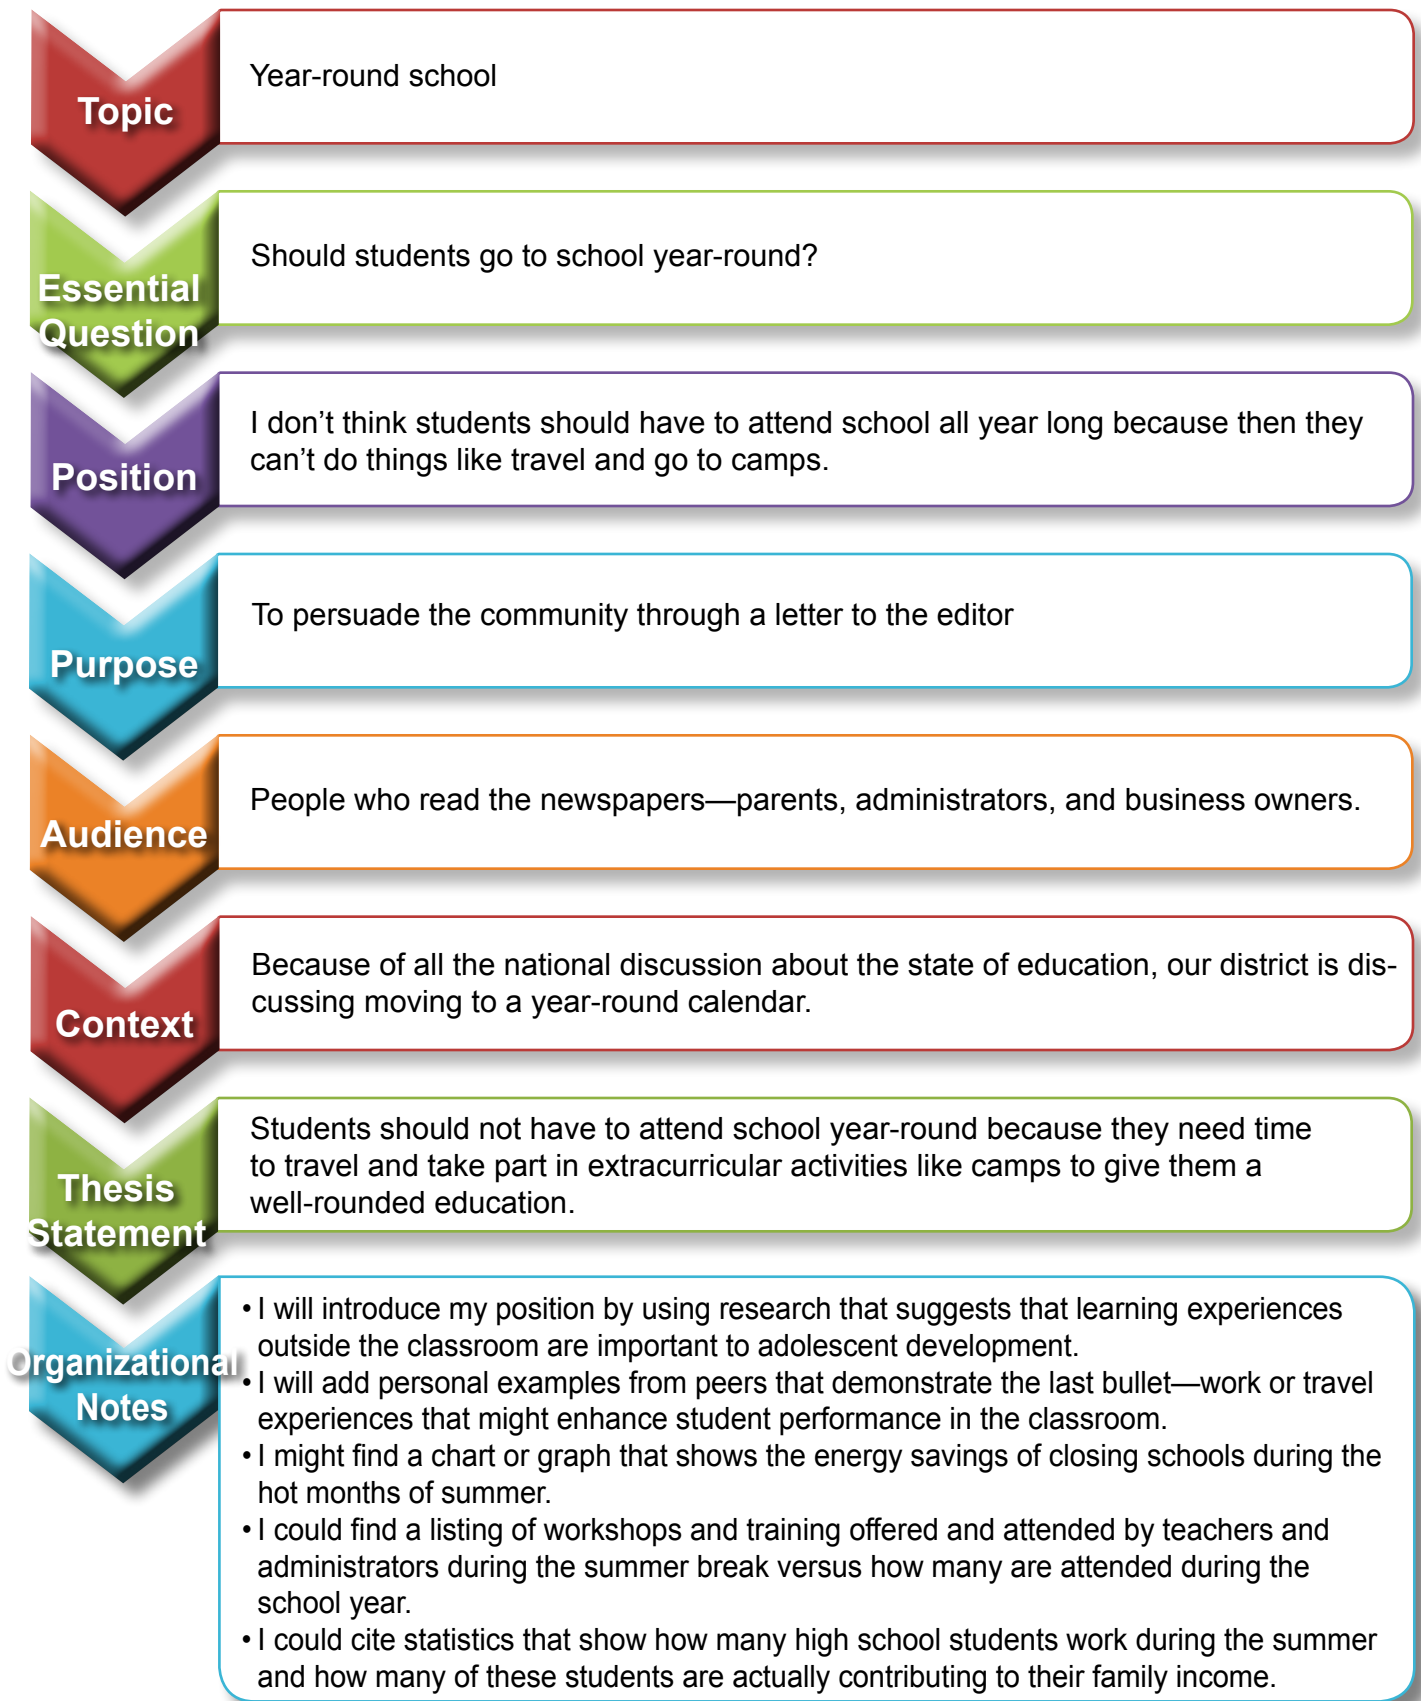 Topic
Year-round school
Essential
Question
Should students go to school year-round?
Position
I don’t think students should have to attend school all year long because then they
can’t do things like travel and go to camps.
Purpose
To persuade the community through a letter to the editor
Audience
People who read the newspapers—parents, administrators, and business owners.
Context
Because of all the national discussion about the state of education, our district is dis-
cussing moving to a year-round calendar.
Thesis
Statement
Students should not have to attend school year-round because they need time
to travel and take part in extracurricular activities like camps to give them a
well-rounded education.
Organizational
Notes
• I will introduce my position by using research that suggests that learning experiences
outside the classroom are important to adolescent development.
• I will add personal examples from peers that demonstrate the last bullet—work or travel
experiences that might enhance student performance in the classroom.
• I might find a chart or graph that shows the energy savings of closing schools during the
hot months of summer.
• I could find a listing of workshops and training offered and attended by teachers and
administrators during the summer break versus how many are attended during the
school year.
• I could cite statistics that show how many high school students work during the summer
and how many of these students are actually contributing to their family income.